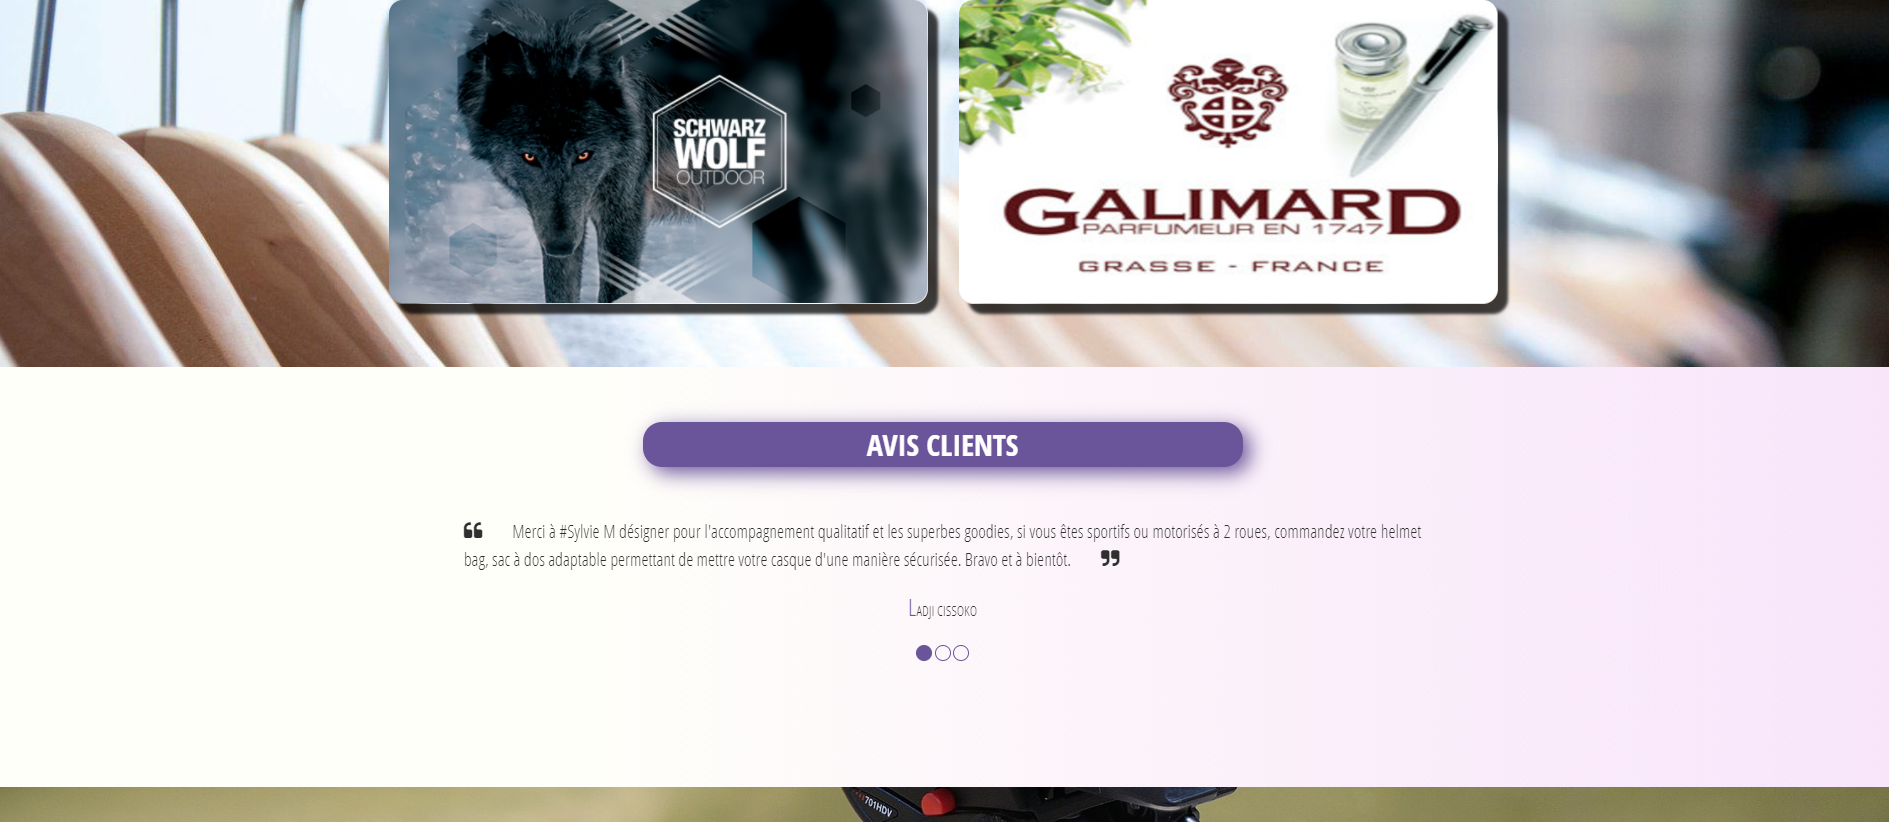 SCHWARZ
WOLF
OUTDOOR
GALIMARD
PARFUMEUR EN 1747
GRASSE - FRANCE
AVIS CLIENTS
❝ Merci à #Sylvie M désigner pour l'accompagnement qualitatif et les superbes goodies, si vous êtes sportifs ou motorisés à 2 roues, commandez votre helmet
bag, sac à dos adaptable permettant de mettre votre casque d'une manière sécurisée. Bravo et à bientôt. ❞
Ladji cissoko
701HDV